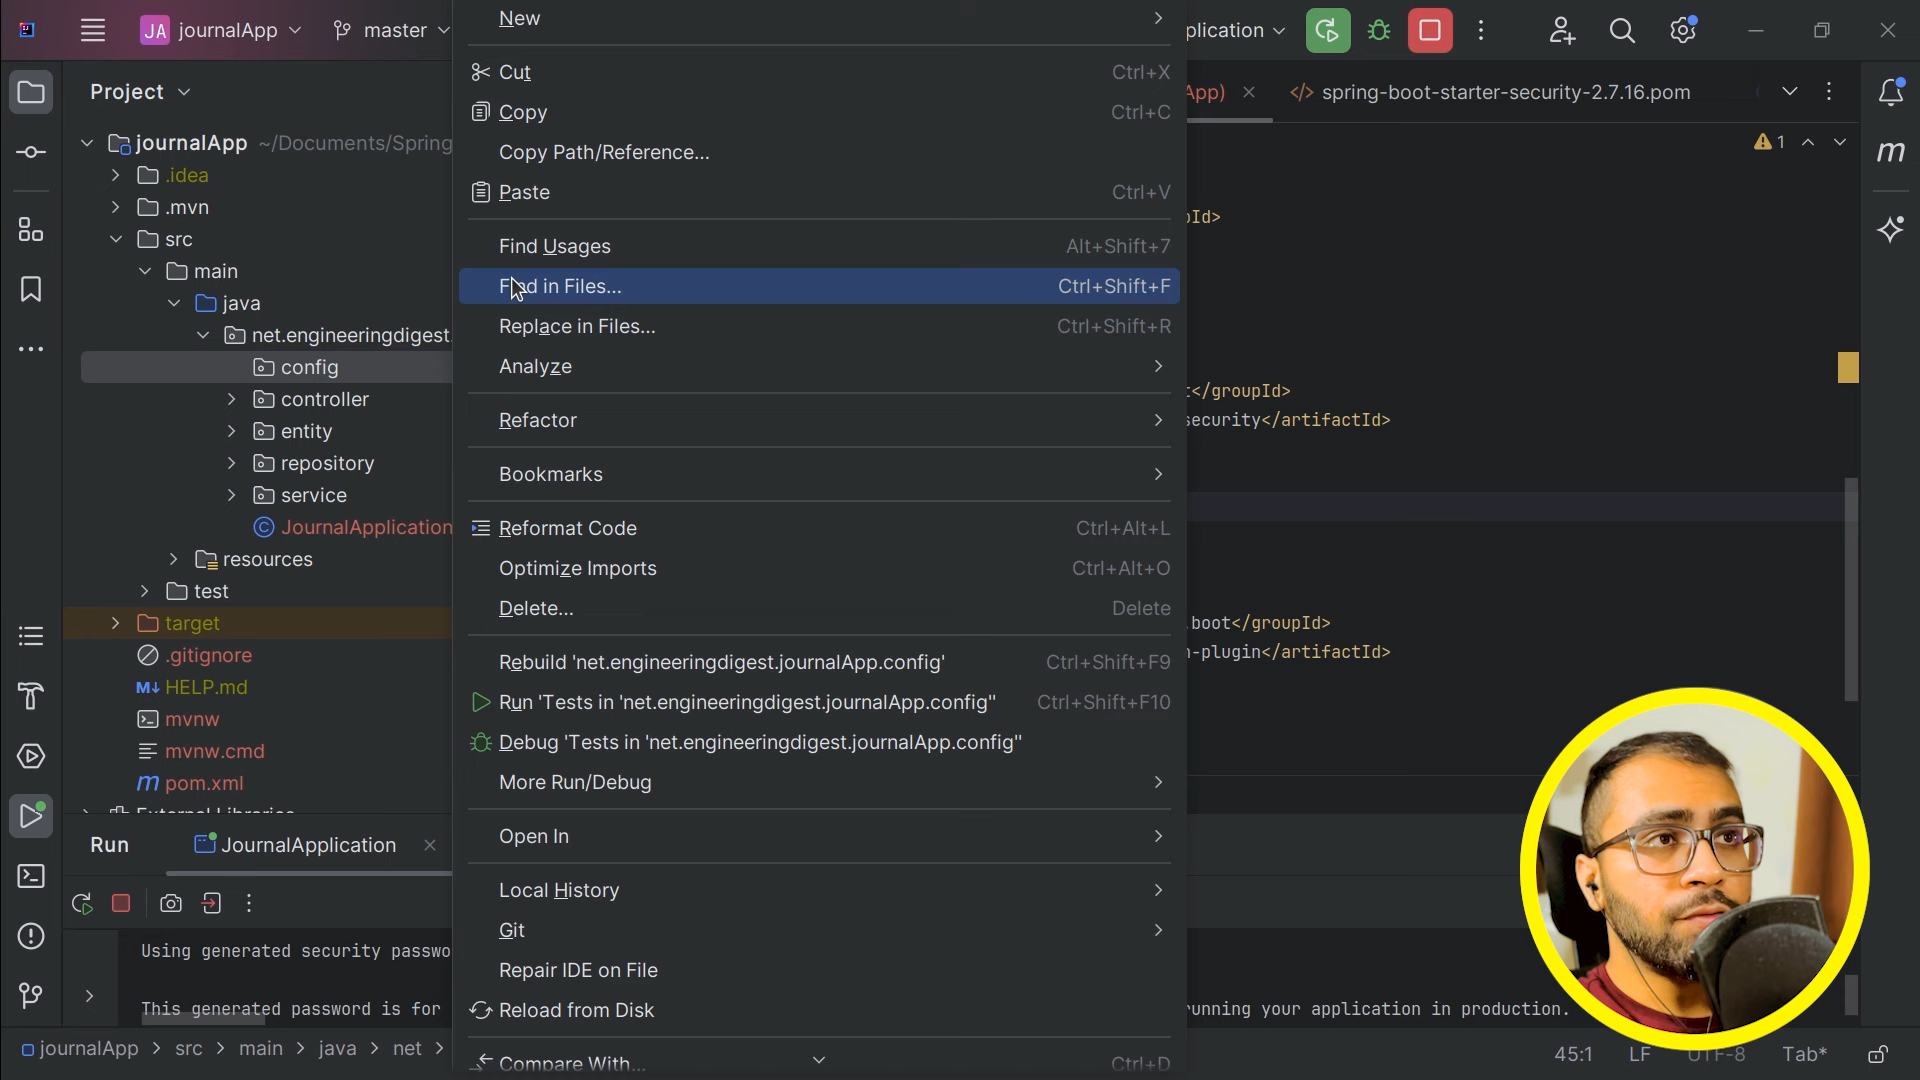 JA journalApp master
plication
Project
App)
spring-boot-starter-security-2.7.16.pom
1
journalApp ~/Documents/Spring
.idea
.mvn
src
main
java
net.engineeringdigest.
config
controller
entity
repository
service
JournalApplication
resources
test
target
.gitignore
M↓ HELP.md
mvnw
mvnw.cmd
m pom.xml
External Libraries
New
Cut Ctrl+X
Copy Ctrl+C
Copy Path/Reference...
Paste Ctrl+V
Find Usages Alt+Shift+7
Find in Files... Ctrl+Shift+F
Replace in Files... Ctrl+Shift+R
Analyze
Refactor
Bookmarks
Reformat Code Ctrl+Alt+L
Optimize Imports Ctrl+Alt+O
Delete... Delete
Rebuild 'net.engineeringdigest.journalApp.config' Ctrl+Shift+F9
Run 'Tests in 'net.engineeringdigest.journalApp.config'' Ctrl+Shift+F10
Debug 'Tests in 'net.engineeringdigest.journalApp.config''
More Run/Debug
Open In
Local History
Git
Repair IDE on File
Reload from Disk
Compare With... Ctrl+D
pId>
t</groupId>
security</artifactId>
boot</groupId>
n-plugin</artifactId>
m
Run JournalApplication
Using generated security passwo
This generated password is for
unning your application in production.
journalApp > src > main > java > net >
45:1 LF UTF-8 Tab*